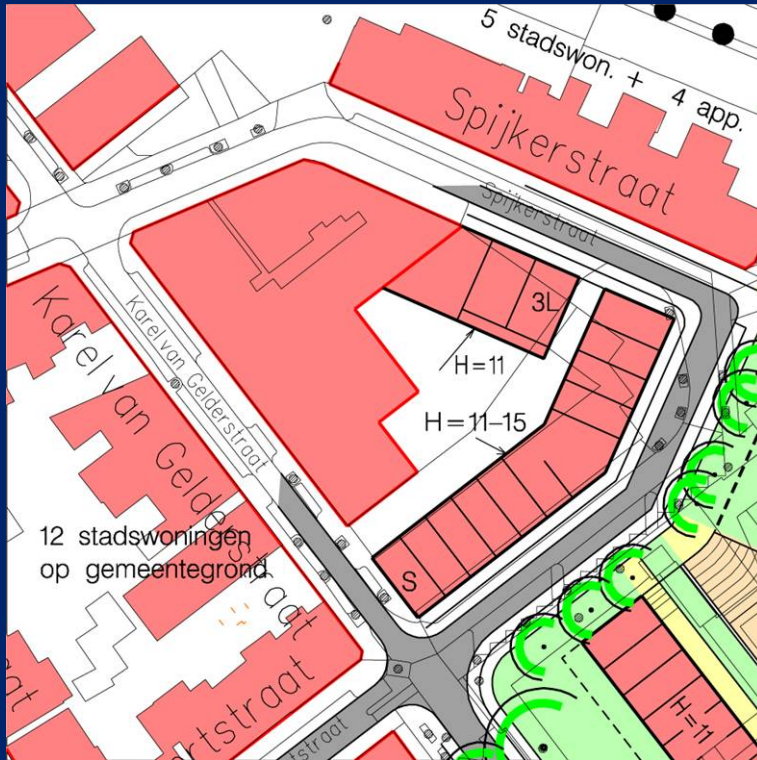 5 stadswon. + 4 app.
Spijkerstraat
Spijkerstraat
3L
H=11
H=11-15
Karel van Gelderstraat
Karel van Gelderstraat
12 stadswoningen
op gemeentegrond
S
H=11